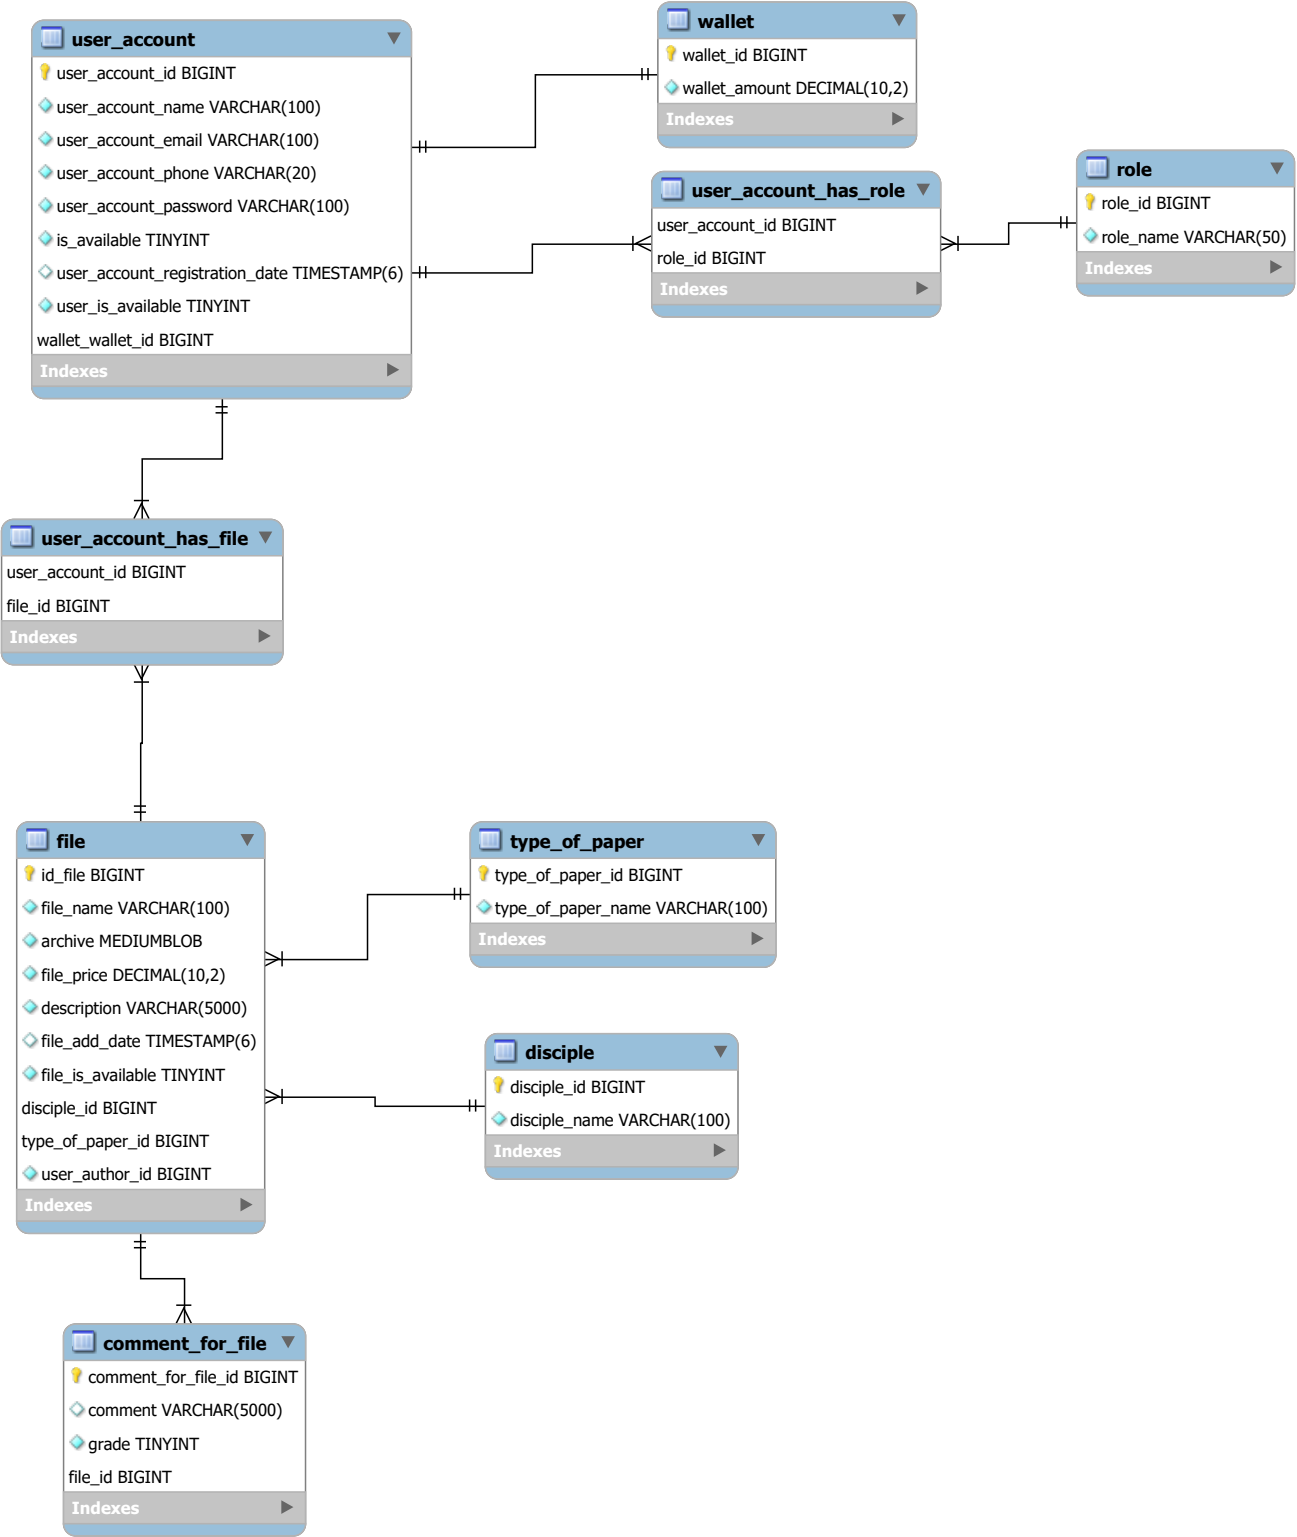 user_account
user_account_id BIGINT
user_account_name VARCHAR(100)
user_account_email VARCHAR(100)
user_account_phone VARCHAR(20)
user_account_password VARCHAR(100)
is_available TINYINT
user_account_registration_date TIMESTAMP(6)
user_is_available TINYINT
wallet_wallet_id BIGINT
Indexes
wallet
wallet_id BIGINT
wallet_amount DECIMAL(10,2)
Indexes
user_account_has_role
user_account_id BIGINT
role_id BIGINT
Indexes
role
role_id BIGINT
role_name VARCHAR(50)
Indexes
user_account_has_file
user_account_id BIGINT
file_id BIGINT
Indexes
file
id_file BIGINT
file_name VARCHAR(100)
archive MEDIUMBLOB
file_price DECIMAL(10,2)
description VARCHAR(5000)
file_add_date TIMESTAMP(6)
file_is_available TINYINT
disciple_id BIGINT
type_of_paper_id BIGINT
user_author_id BIGINT
Indexes
type_of_paper
type_of_paper_id BIGINT
type_of_paper_name VARCHAR(100)
Indexes
disciple
disciple_id BIGINT
disciple_name VARCHAR(100)
Indexes
comment_for_file
comment_for_file_id BIGINT
comment VARCHAR(5000)
grade TINYINT
file_id BIGINT
Indexes